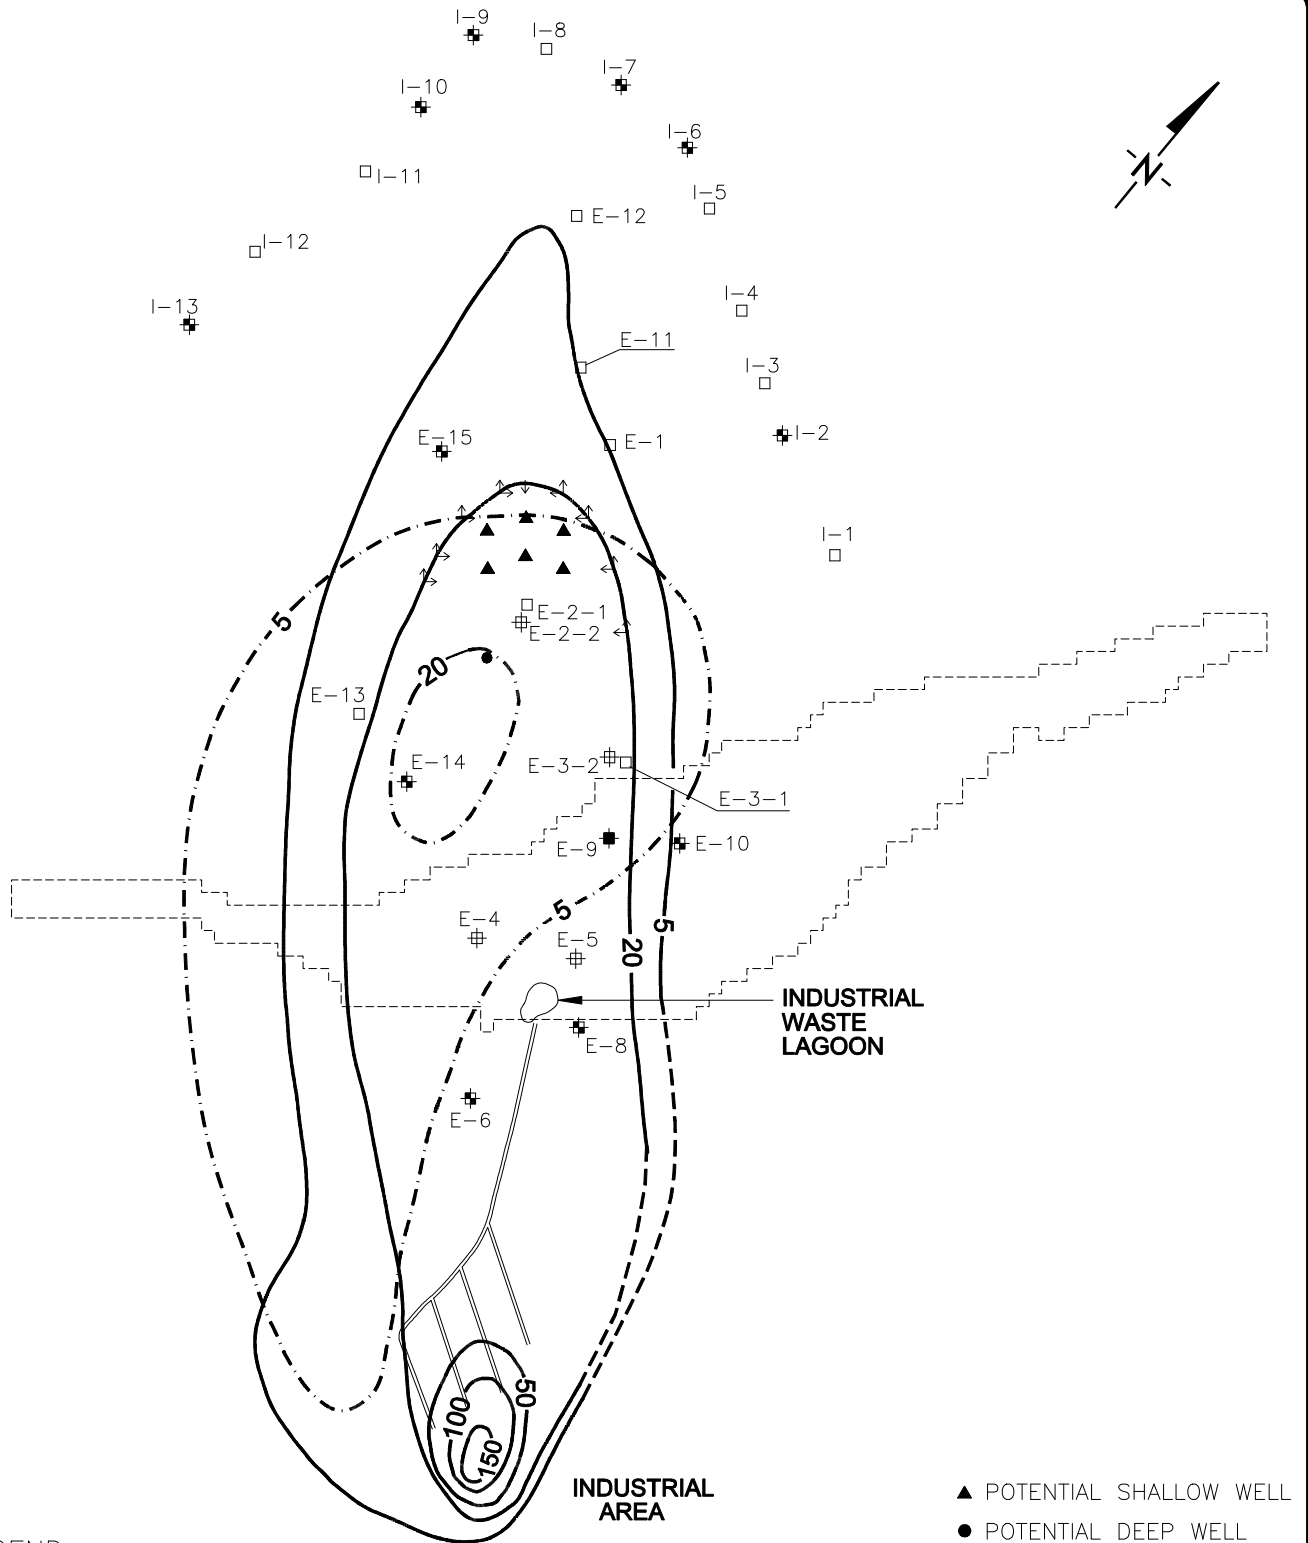 I-9
I-8
I-7
I-10
I-6
I-11
I-5
E-12
N
I-12
I-4
I-13
E-11
I-3
E-15
E-1
I-2
I-1
E-2-1
5
E-2-2
20
E-13
E-14
E-3-2
E-3-1
E-9
E-10
5
E-4
5
E-5
20
INDUSTRIAL
WASTE
LAGOON
E-8
E-6
50
100
150
INDUSTRIAL
AREA
POTENTIAL SHALLOW WELL
POTENTIAL DEEP WELL